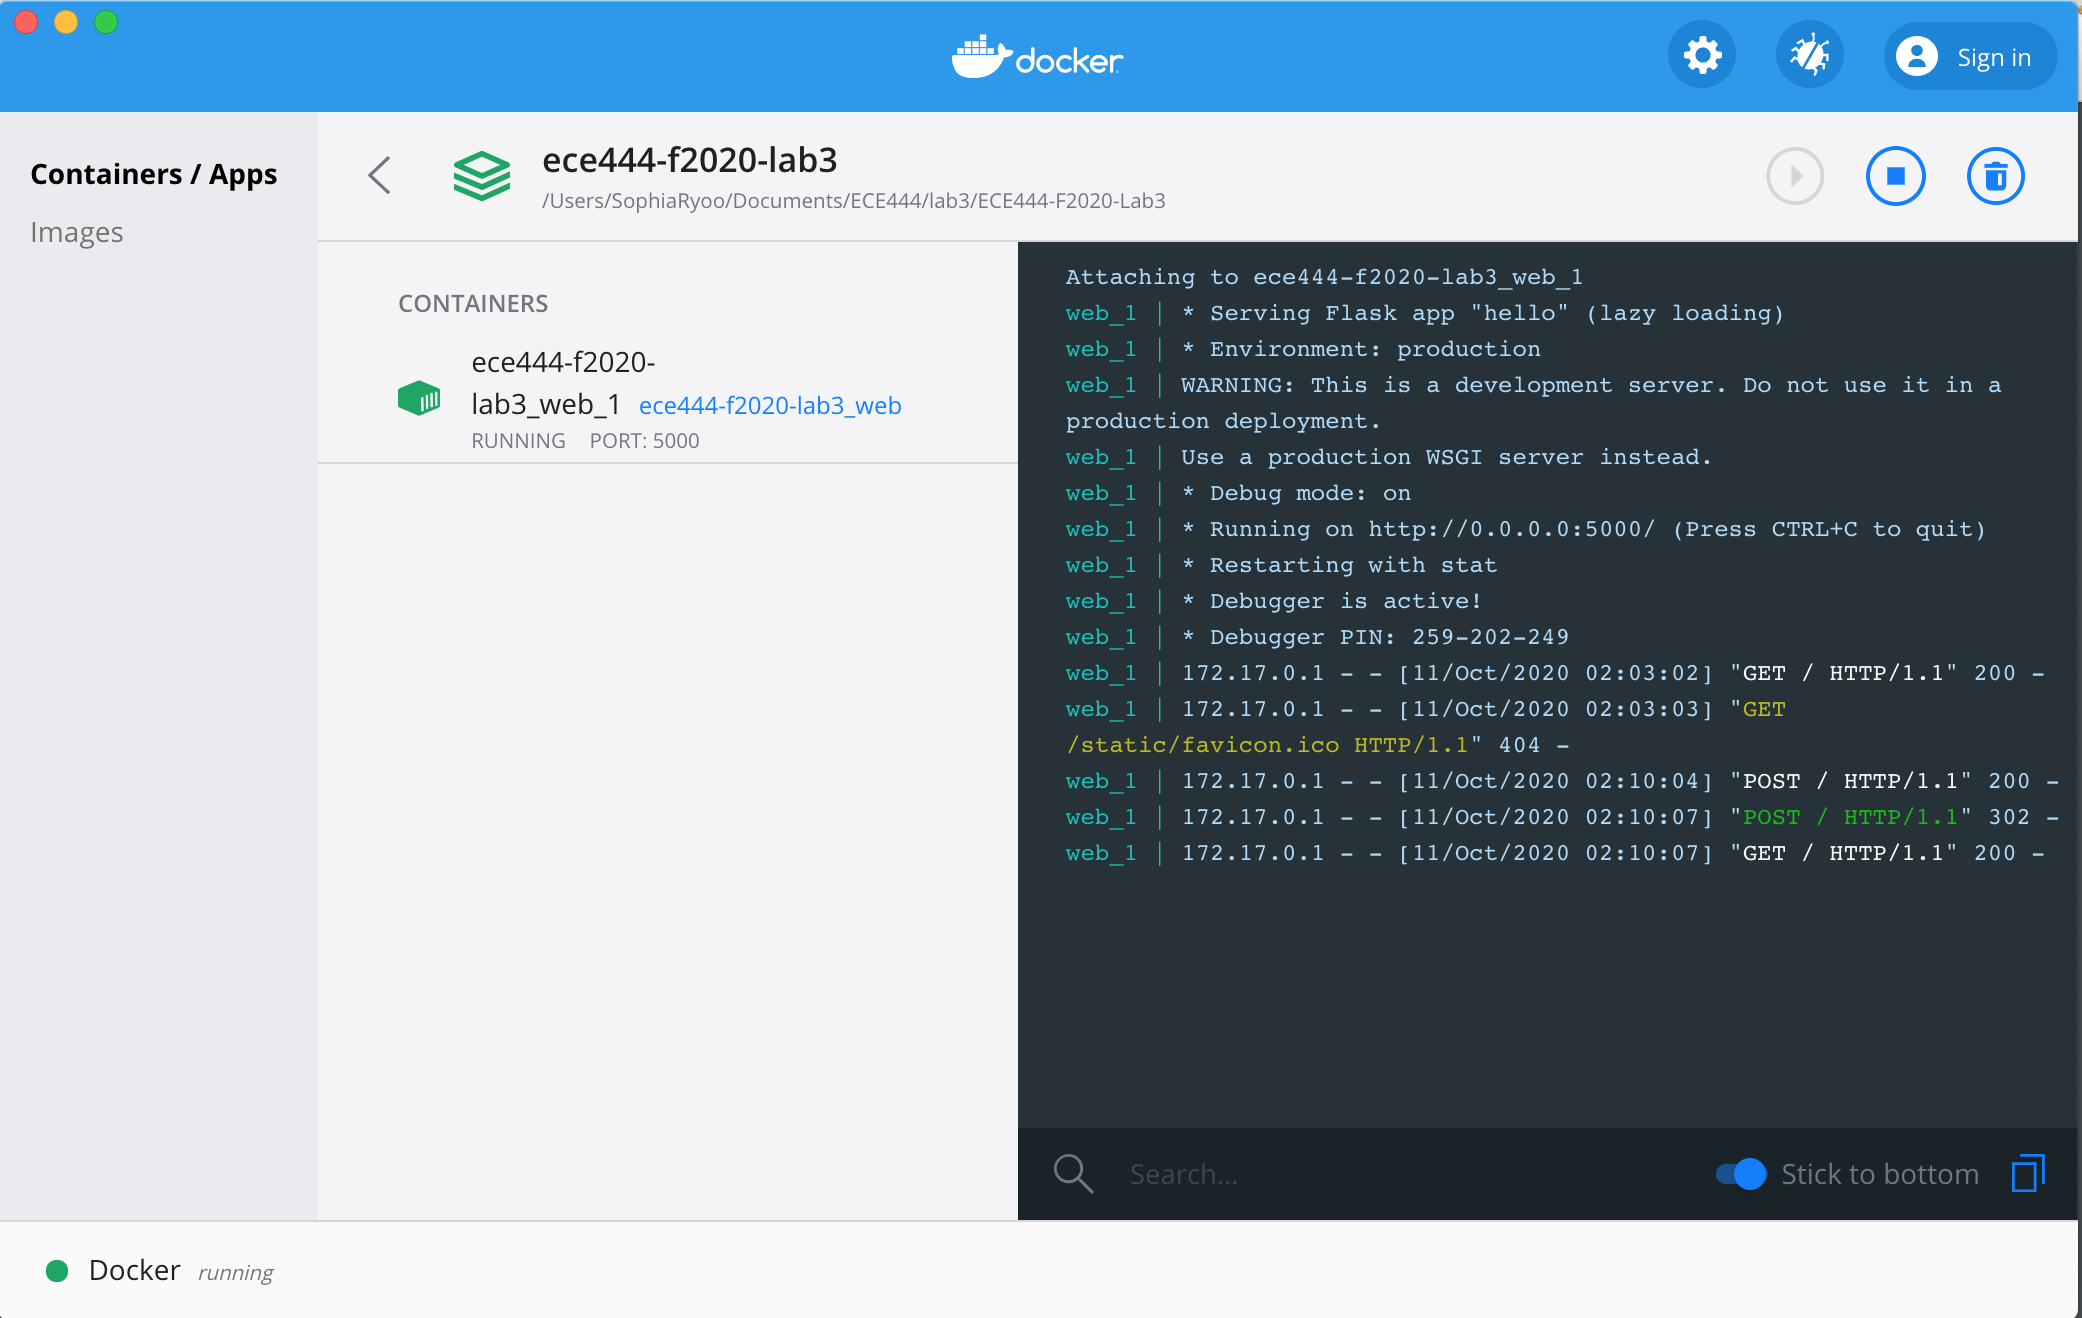 docker
Sign in
Containers / Apps
Images
ece444-f2020-lab3
/Users/SophiaRyoo/Documents/ECE444/lab3/ECE444-F2020-Lab3
CONTAINERS
ece444-f2020-
lab3_web_1 ece444-f2020-lab3_web
RUNNING PORT: 5000
Attaching to ece444-f2020-lab3_web_1
web_1 | * Serving Flask app "hello" (lazy loading)
web_1 | * Environment: production
web_1 | WARNING: This is a development server. Do not use it in a
production deployment.
web_1 | Use a production WSGI server instead.
web_1 | * Debug mode: on
web_1 | * Running on http://0.0.0.0:5000/ (Press CTRL+C to quit)
web_1 | * Restarting with stat
web_1 | * Debugger is active!
web_1 | * Debugger PIN: 259-202-249
web_1 | 172.17.0.1 - - [11/Oct/2020 02:03:02] "GET / HTTP/1.1" 200 -
web_1 | 172.17.0.1 - - [11/Oct/2020 02:03:03] "GET
/static/favicon.ico HTTP/1.1" 404 -
web_1 | 172.17.0.1 - - [11/Oct/2020 02:10:04] "POST / HTTP/1.1" 200 -
web_1 | 172.17.0.1 - - [11/Oct/2020 02:10:07] "POST / HTTP/1.1" 302 -
web_1 | 172.17.0.1 - - [11/Oct/2020 02:10:07] "GET / HTTP/1.1" 200 -
Search...
Stick to bottom
Docker running